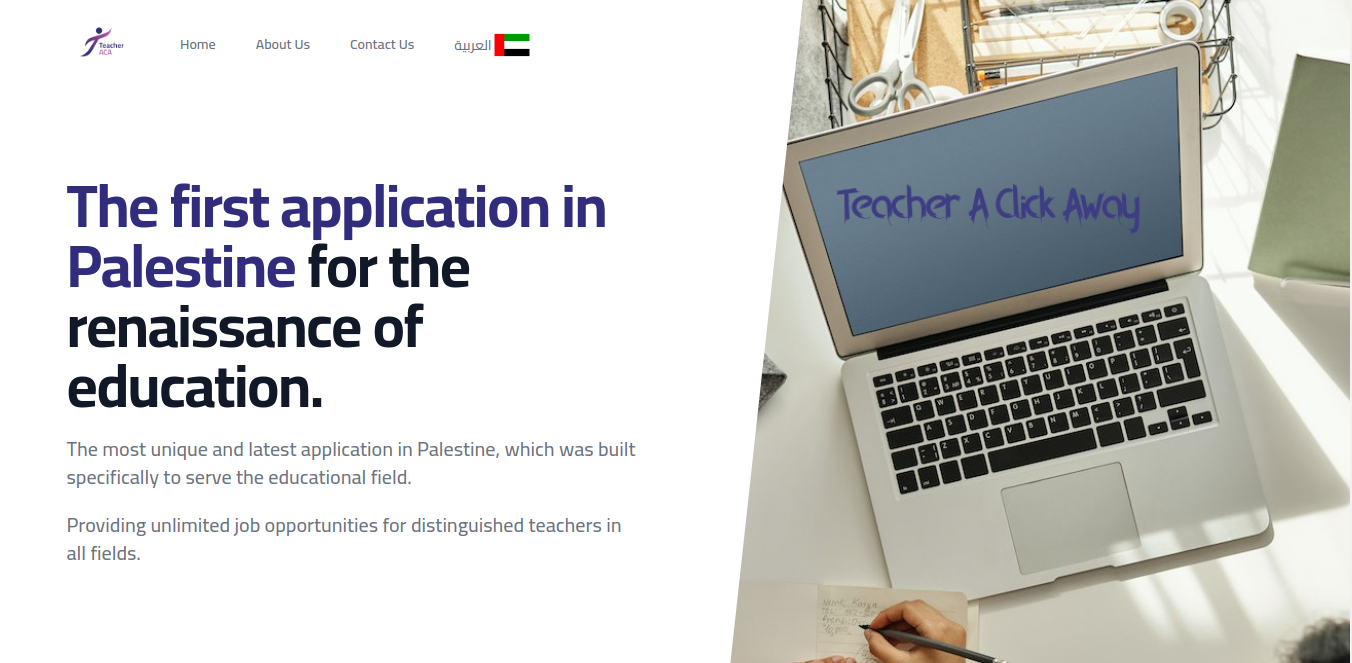 Teacher
ACA
Home
About Us
Contact Us
العربية
The first application in
Palestine for the
renaissance of
education.
The most unique and latest application in Palestine, which was built
specifically to serve the educational field.
Providing unlimited job opportunities for distinguished teachers in
all fields.
Teacher A Click Away